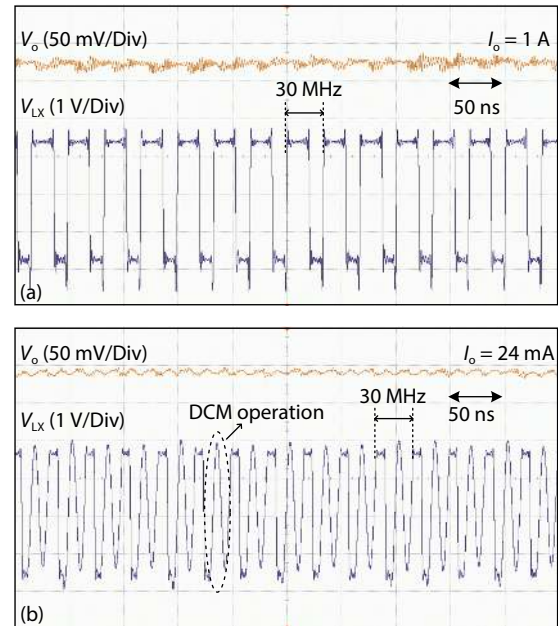 Vo (50 mV/Div) Io = 1 A
30 MHz
VLX (1 V/Div)
50 ns
(a)
Vo (50 mV/Div) Io = 24 mA
30 MHz
VLX (1 V/Div) DCM operation
50 ns
(b)